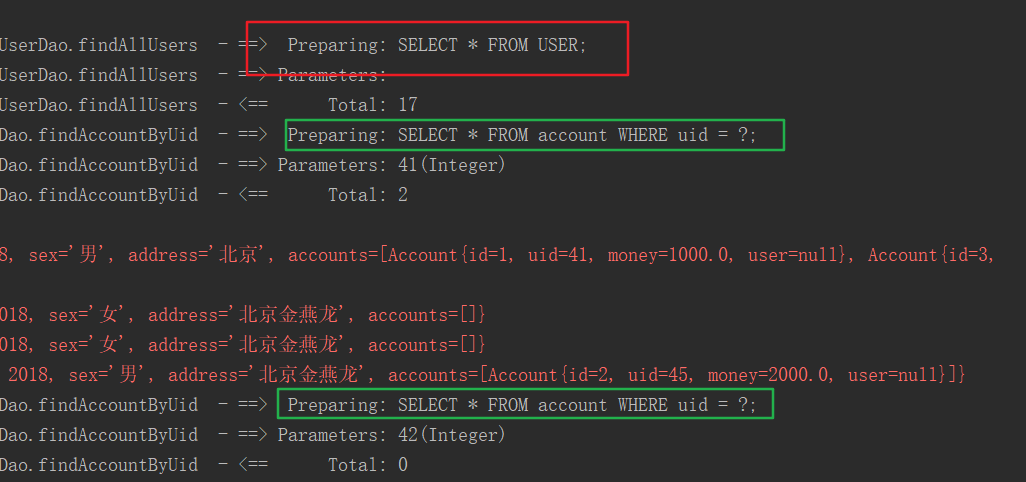 UserDao.findAllUsers - ==> Preparing: SELECT * FROM USER;
UserDao.findAllUsers - ==> Parameters:
UserDao.findAllUsers - <== Total: 17
Dao.findAccountByUid - ==> Preparing: SELECT * FROM account WHERE uid = ?;
Dao.findAccountByUid - ==> Parameters: 41(Integer)
Dao.findAccountByUid - <== Total: 2
8, sex='男', address='北京', accounts=[Account{id=1, uid=41, money=1000.0, user=null}, Account{id=3,
018, sex='女', address='北京金燕龙', accounts=[]}
018, sex='女', address='北京金燕龙', accounts=[]}
2018, sex='男', address='北京金燕龙', accounts=[Account{id=2, uid=45, money=2000.0, user=null}]}
Dao.findAccountByUid - ==> Preparing: SELECT * FROM account WHERE uid = ?;
Dao.findAccountByUid - ==> Parameters: 42(Integer)
Dao.findAccountByUid - <== Total: 0